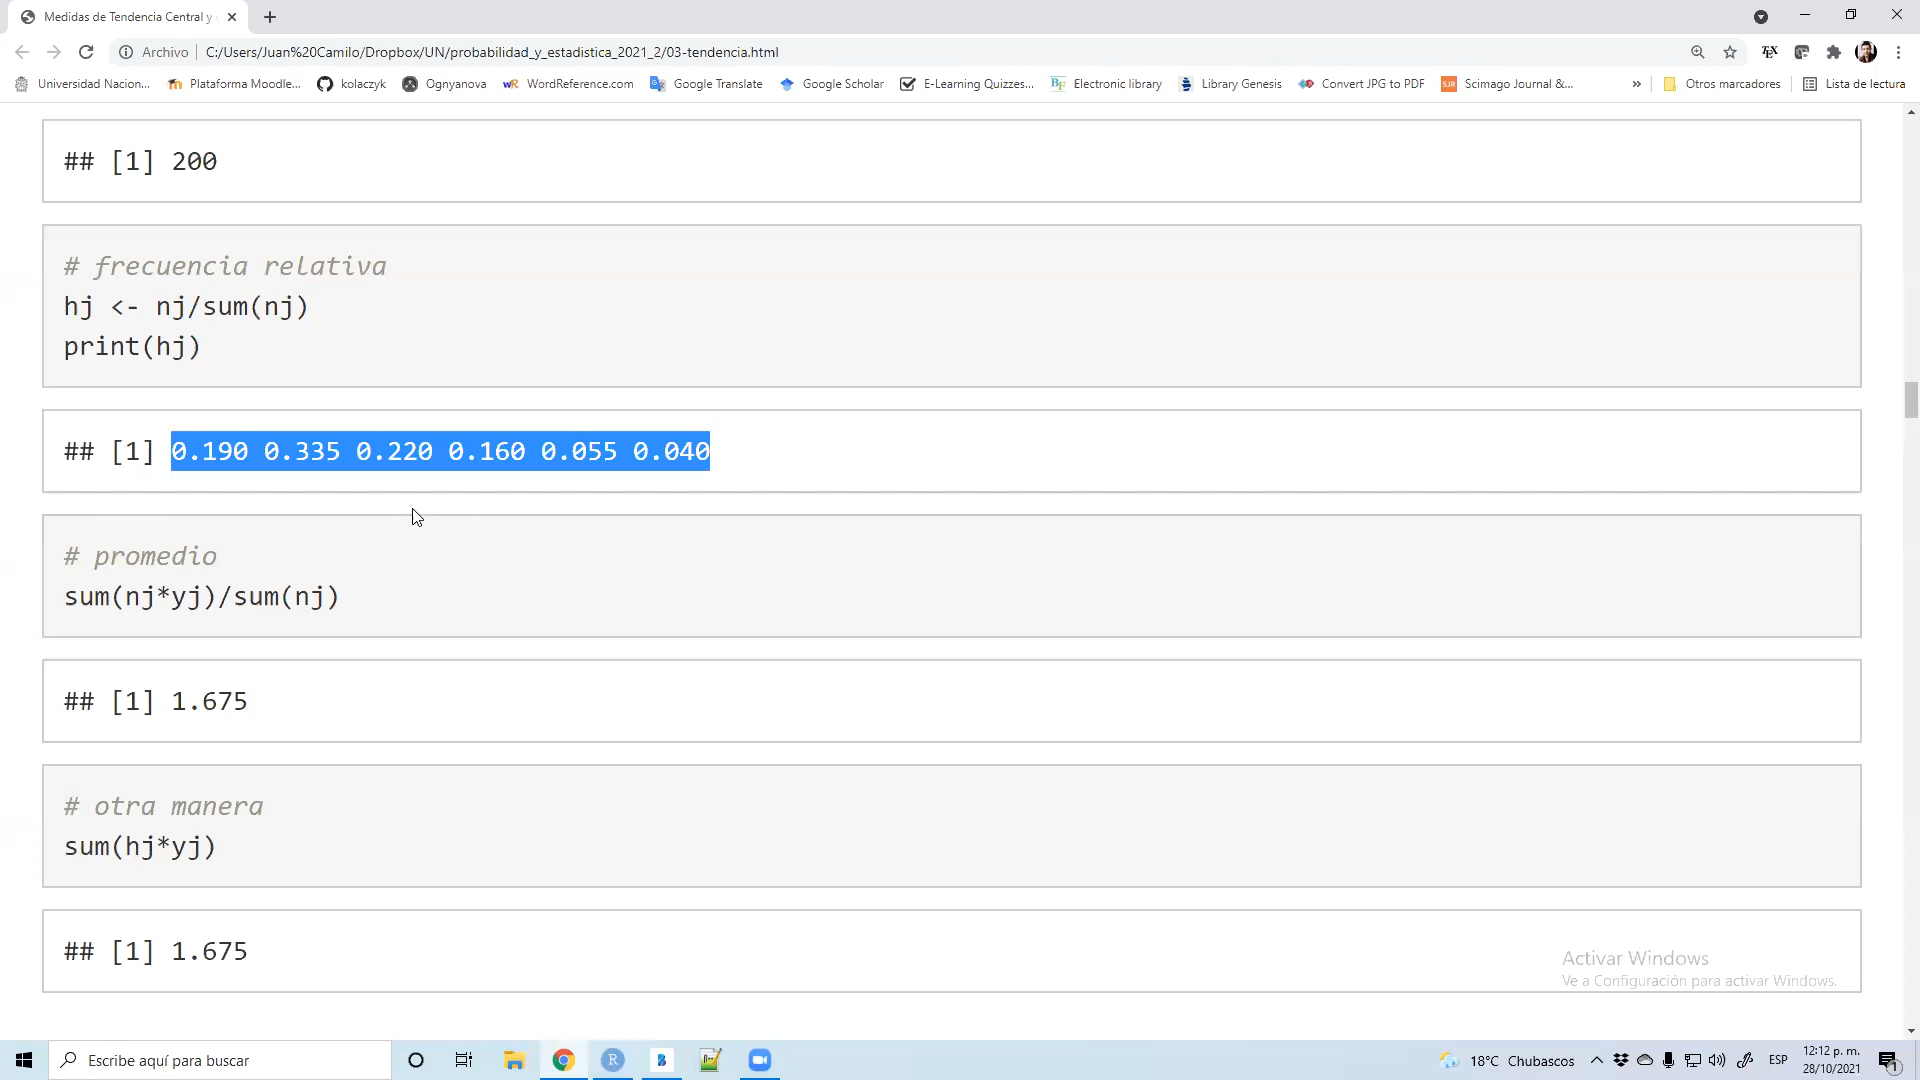 Medidas de Tendencia Central y
Archivo
C:/Users/Juan%20Camilo/Dropbox/UN/probabilidad_y_estadistica_2021_2/03-tendencia.html
Universidad Nacion...
Plataforma Moodle...
kolaczyk
Ognyanova
WR WordReference.com
Google Translate
Google Scholar
E-Learning Quizzes...
BF Electronic library
Library Genesis
Convert JPG to PDF
SJR Scimago Journal &...
»
Otros marcadores
Lista de lectura
## [1] 200
# frecuencia relativa
hj <- nj/sum(nj)
print(hj)
## [1] 0.190 0.335 0.220 0.160 0.055 0.040
# promedio
sum(nj*yj)/sum(nj)
## [1] 1.675
# otra manera
sum(hj*yj)
## [1] 1.675
Activar Windows
Ve a Configuración para activar Windows.
Escribe aquí para buscar
18°C Chubascos
ESP
12:12 p. m.
28/10/2021
1